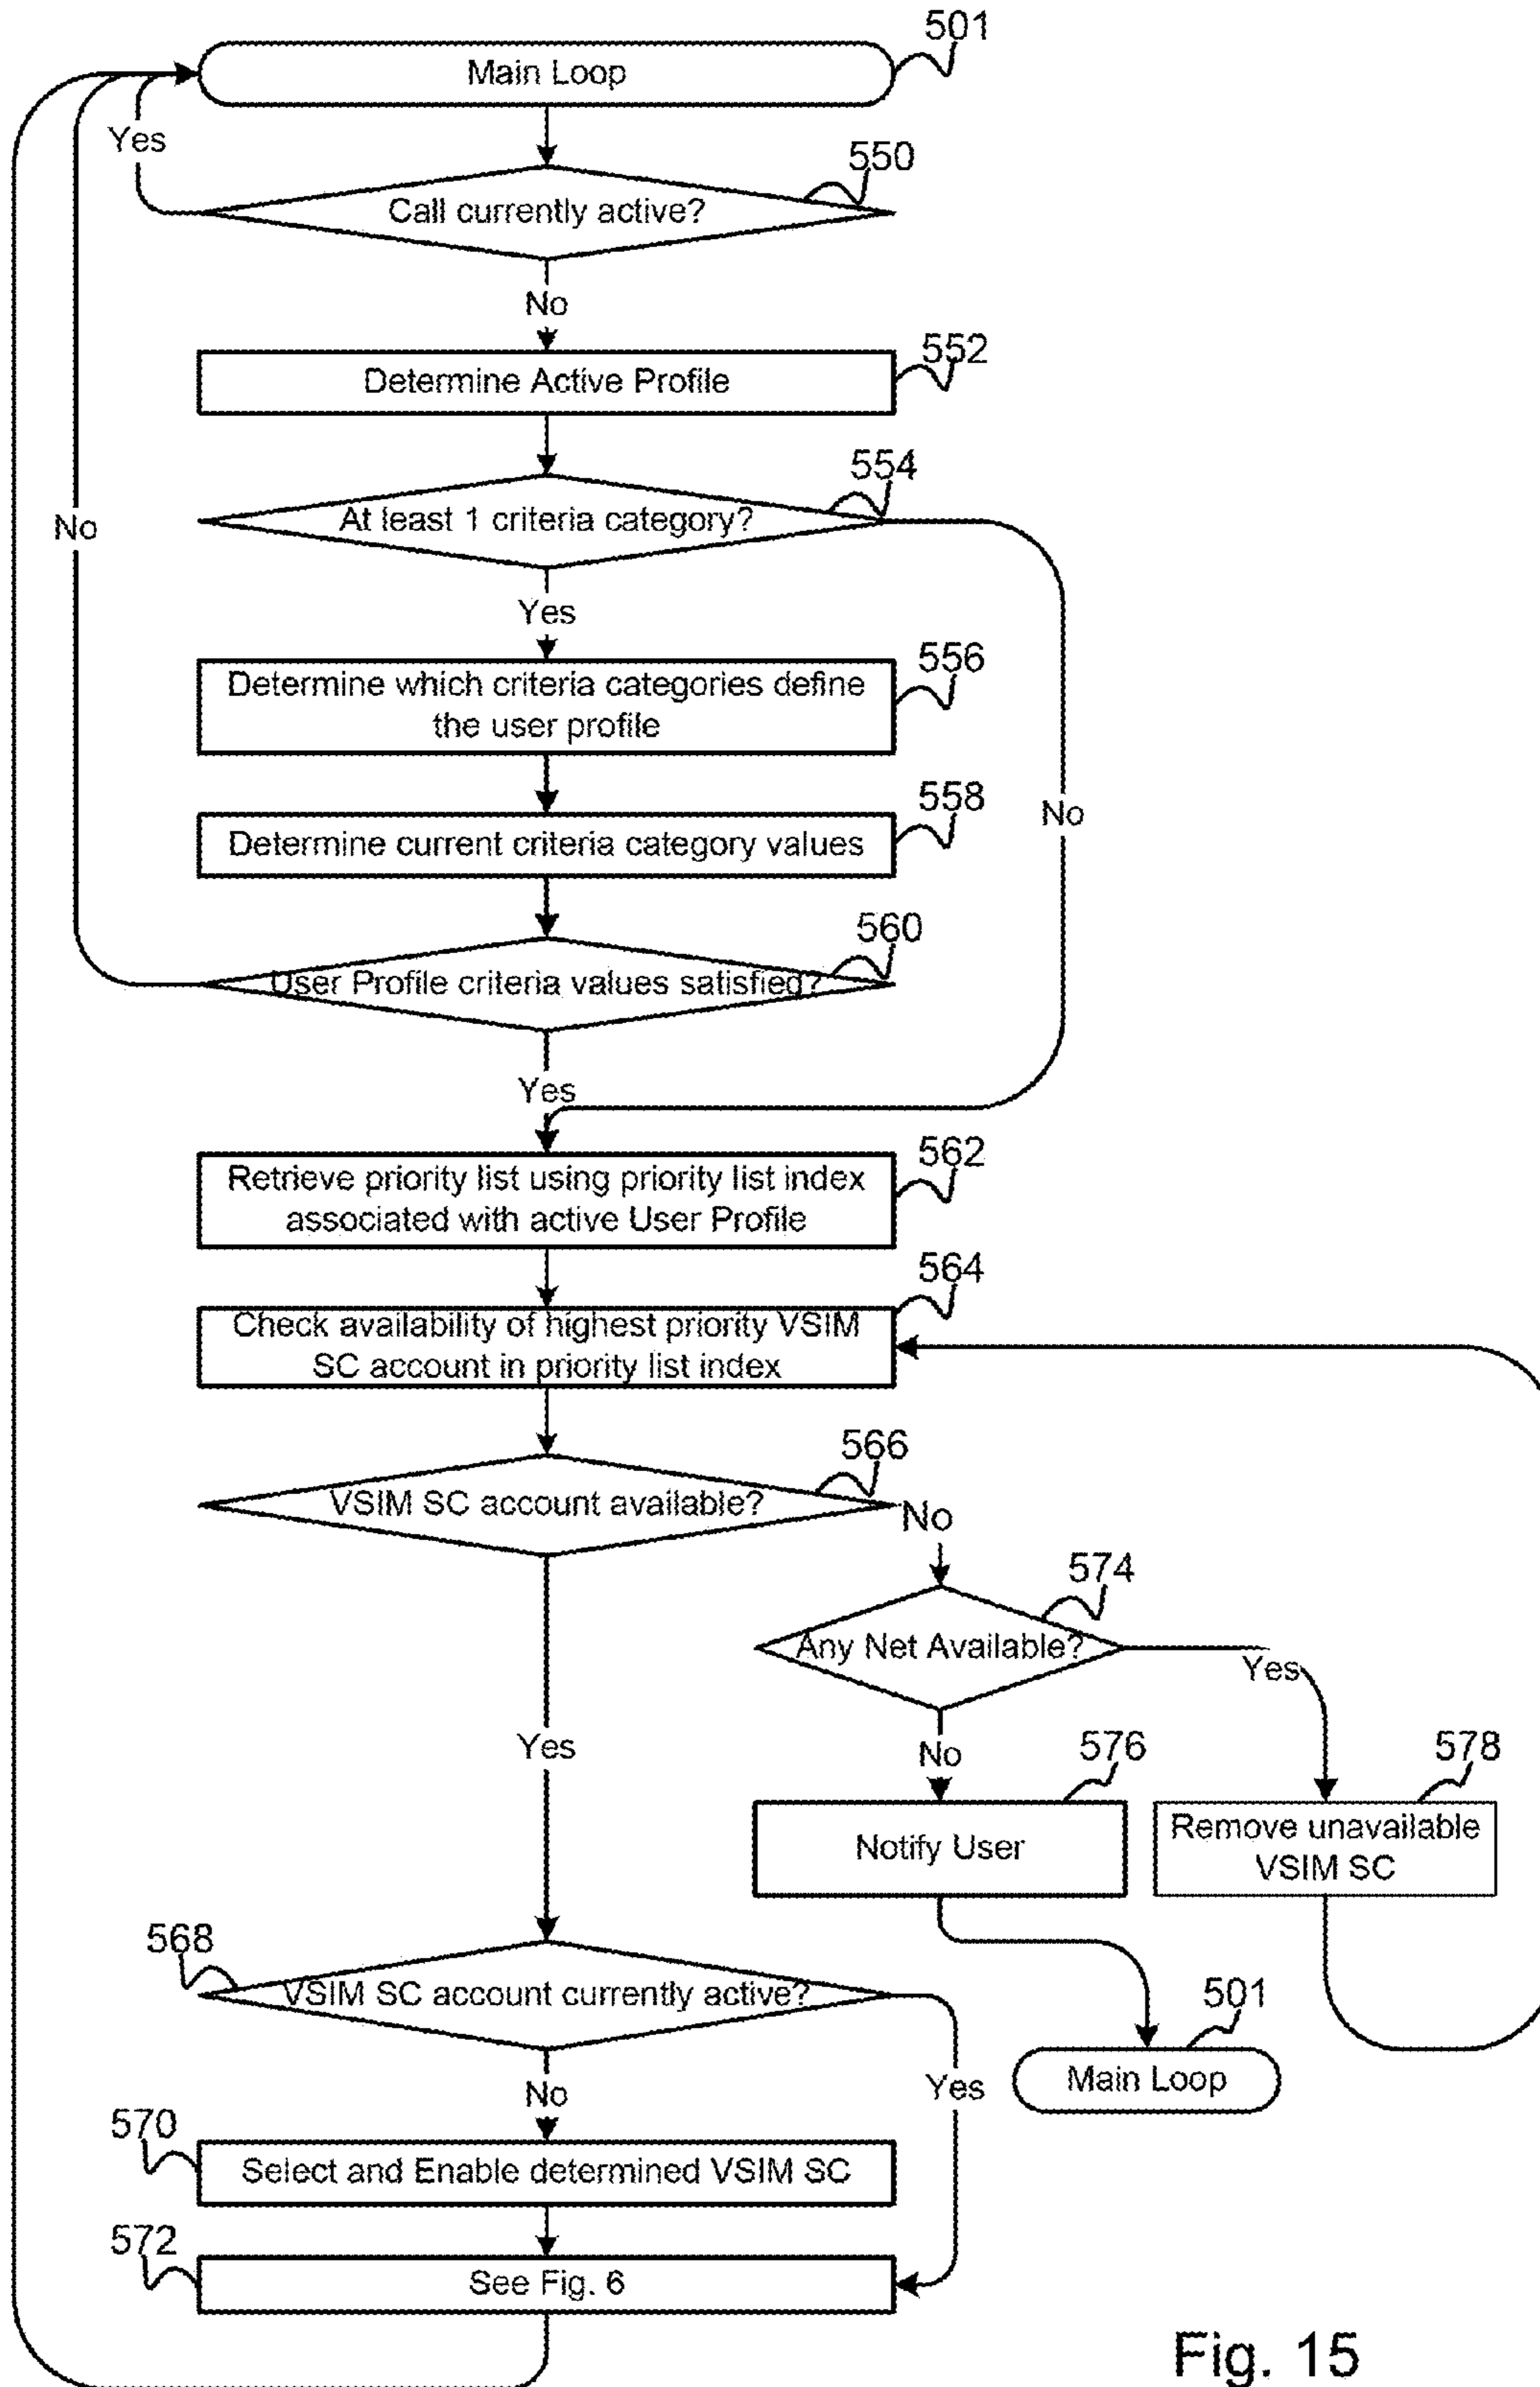 501
Main Loop
Yes
550
Call currently active?
No
552
Determine Active Profile
554
At least 1 criteria category?
No
Yes
556
Determine which criteria categories define
the user profile
558
Determine current criteria category values
No
560
User Profile criteria values satisfied?
Yes
562
Retrieve priority list using priority list index
associated with active User Profile
564
Check availability of highest priority VSIM
SC account in priority list index
566
VSIM SC account available?
No
574
Any Net Available?
Yes
Yes
No
576
578
Notify User
Remove unavailable
VSIM SC
568
VSIM SC account currently active?
501
Main Loop
No
Yes
570
Select and Enable determined VSIM SC
572
See Fig. 6
Fig. 15